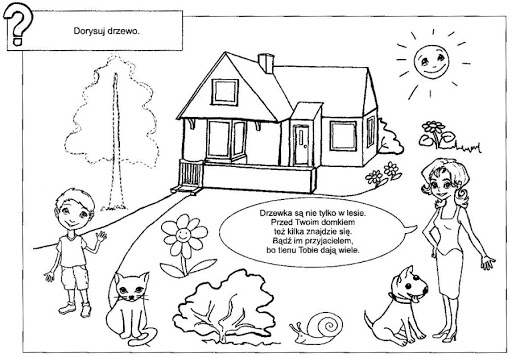 ?
Dorysuj drzewo.
Drzewka są nie tylko w lesie.
Przed Twoim domkiem
też kilka znajdzie się.
Bądź im przyjacielem,
bo tlenu Tobie dają wiele.